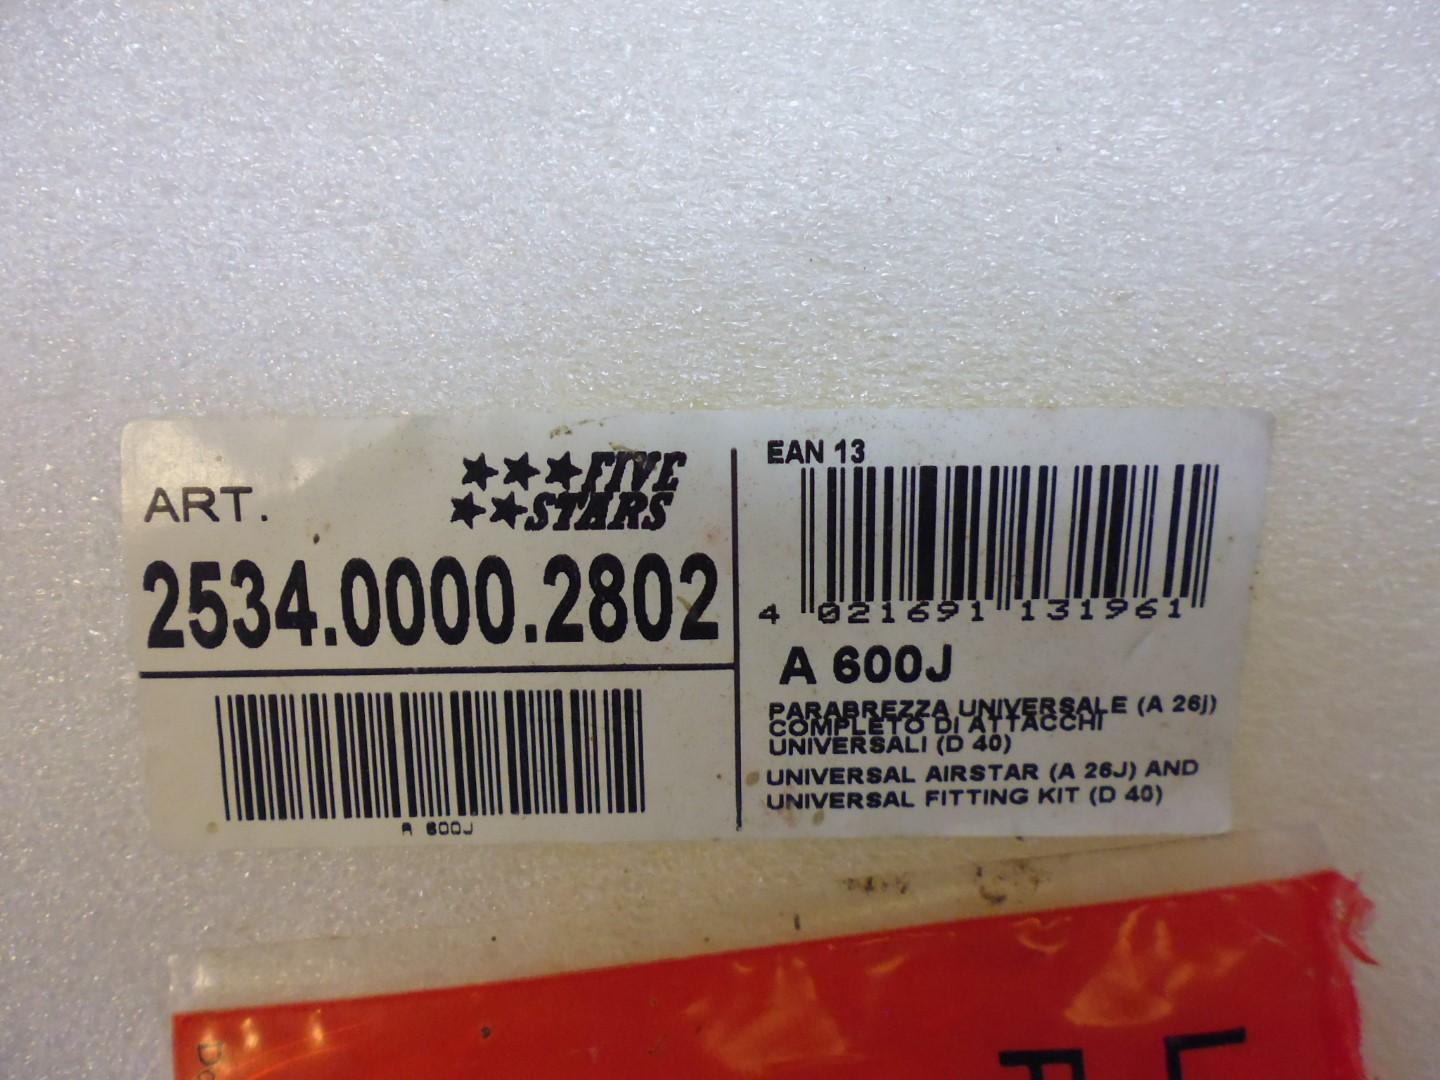 ART.
FIVE
STARS
2534.0000.2802
A 600J
EAN 13
4 021691 131961
A 600J
PARABREZZA UNIVERSALE (A 26j)
COMPLETO DI ATTACCHI
UNIVERSALI (D 40)
UNIVERSAL AIRSTAR (A 26J) AND
UNIVERSAL FITTING KIT (D 40)